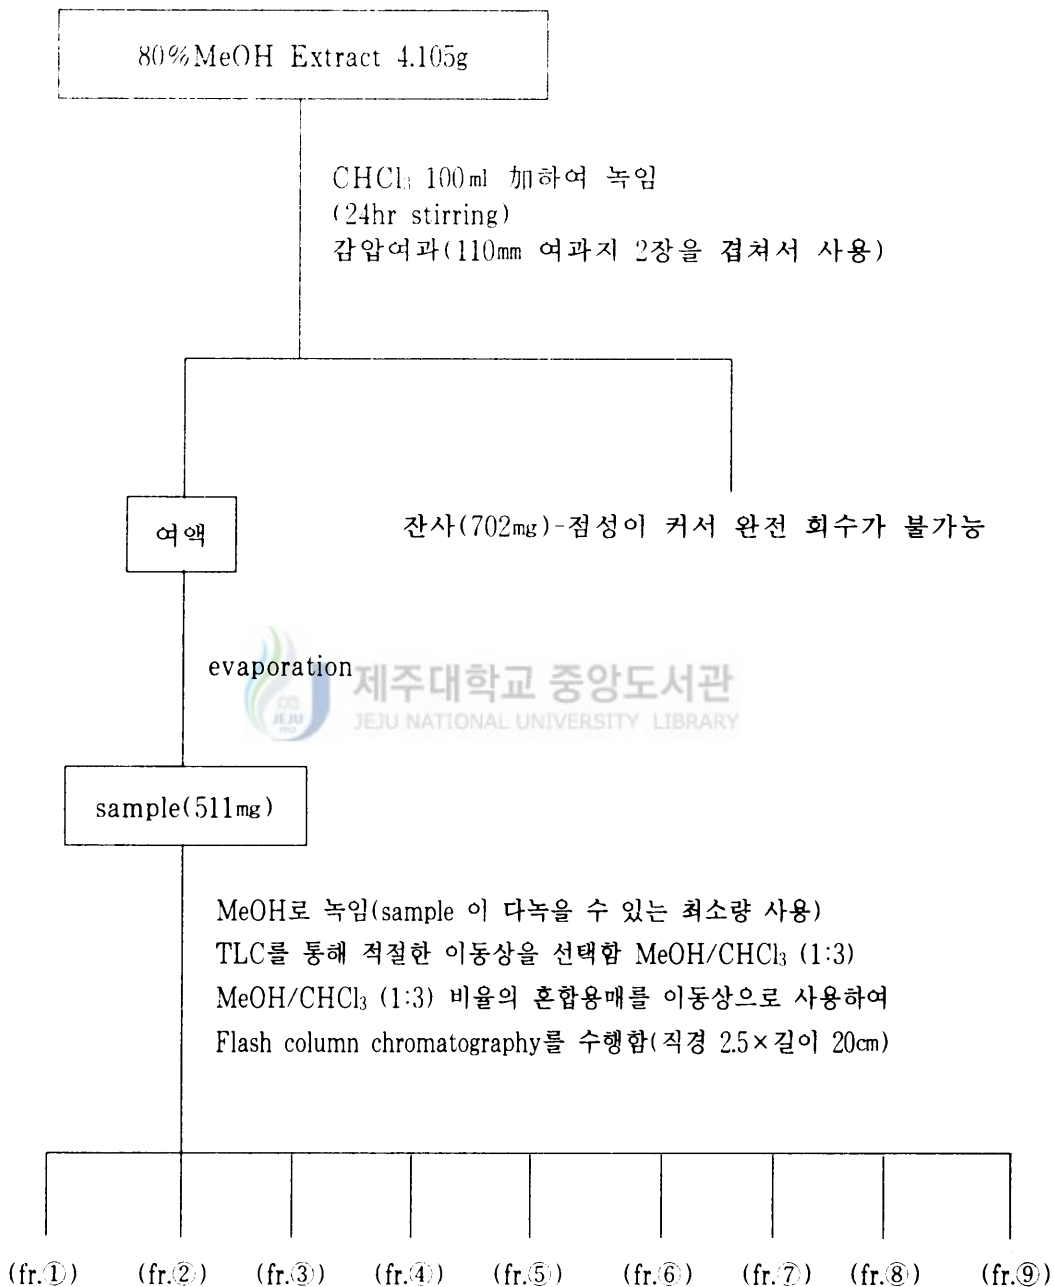 80%MeOH Extract 4.105g
CHCl₃ 100㎖ 加하여 녹임
(24hr stirring)
감압여과(110㎜ 여과지 2장을 겹쳐서 사용)
여액
잔사(702㎎)-점성이 커서 완전 회수가 불가능
evaporation
제주대학교 중앙도서관
JEJU NATIONAL UNIVERSITY LIBRARY
JEJU
1952
sample(511㎎)
MeOH로 녹임(sample 이 다녹을 수 있는 최소량 사용)
TLC를 통해 적절한 이동상을 선택함 MeOH/CHCl₃ (1:3)
MeOH/CHCl₃ (1:3) 비율의 혼합용매를 이동상으로 사용하여
Flash column chromatography를 수행함(직경 2.5×길이 20㎝)
(fr.①) (fr.②) (fr.③) (fr.④) (fr.⑤) (fr.⑥) (fr.⑦) (fr.⑧) (fr.⑨)